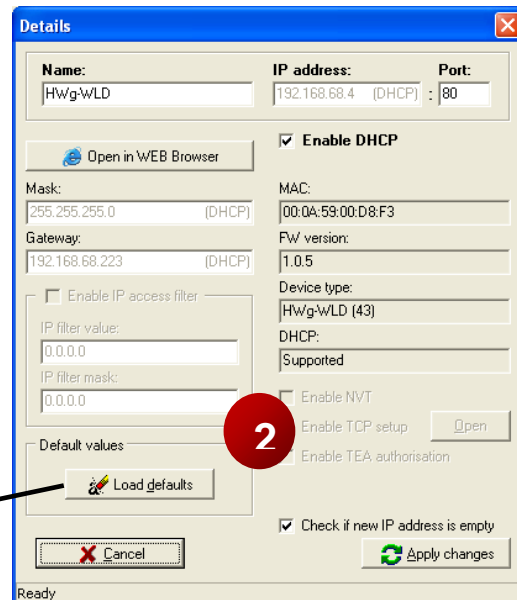 Details
Name: IP address: Port:
HWg-WLD 192.168.68.4 (DHCP) : 80
Open in WEB Browser
Enable DHCP
Mask:
255.255.255.0 (DHCP)
MAC:
00:0A:59:00:D8:F3
Gateway:
192.168.68.223 (DHCP)
FW version:
1.0.5
Enable IP access filter
IP filter value:
0.0.0.0
IP filter mask:
0.0.0.0
Device type:
HWg-WLD (43)
DHCP:
Supported
Enable NVT
2
Enable TCP setup Open
Enable TEA authorisation
Default values
Load defaults
Check if new IP address is empty
Cancel Apply changes
Ready